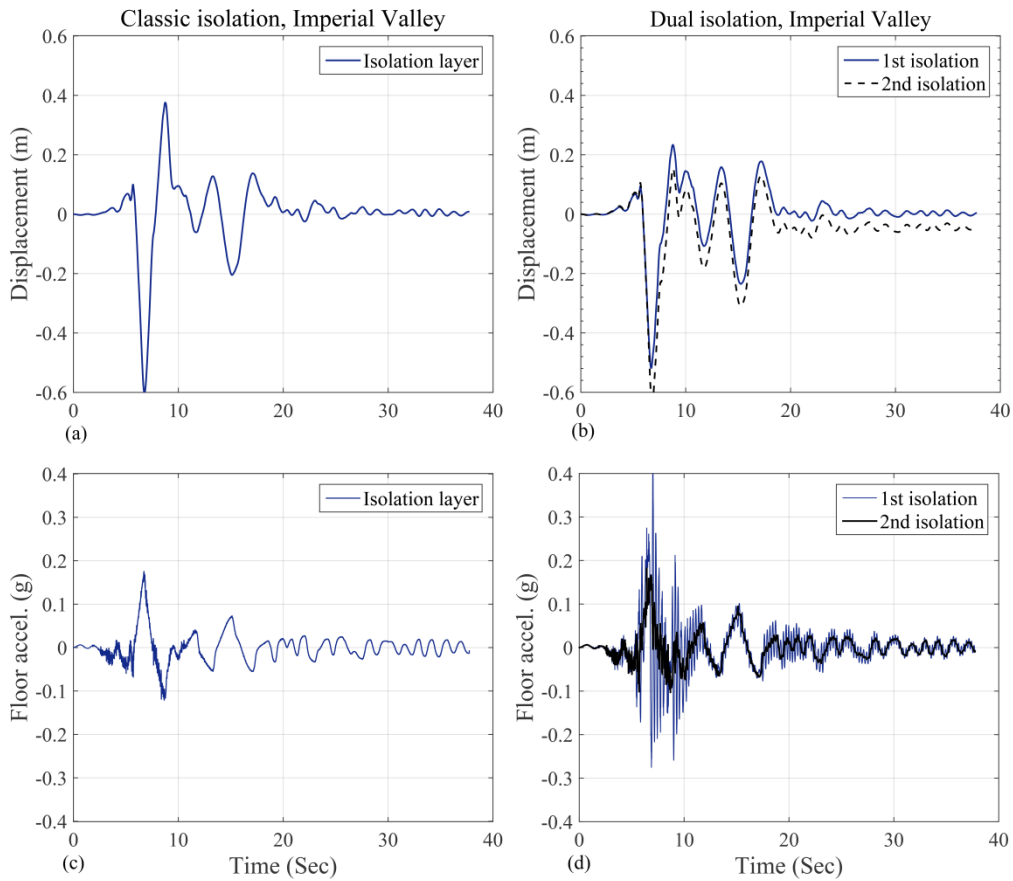 Classic isolation, Imperial Valley
0.6
0.4
0.2
0
-0.2
-0.4
-0.6
Displacement (m)
Isolation layer
0
10
20
30
40
(a)
Dual isolation, Imperial Valley
0.6
0.4
0.2
0
-0.2
-0.4
-0.6
Displacement (m)
1st isolation
2nd isolation
0
10
20
30
40
(b)
0.4
0.3
0.2
0.1
0
-0.1
-0.2
-0.3
-0.4
Floor accel. (g)
Isolation layer
0
10
20
30
40
(c)
Time (Sec)
0.4
0.3
0.2
0.1
0
-0.1
-0.2
-0.3
-0.4
Floor accel. (g)
1st isolation
2nd isolation
0
10
20
30
40
(d)
Time (Sec)